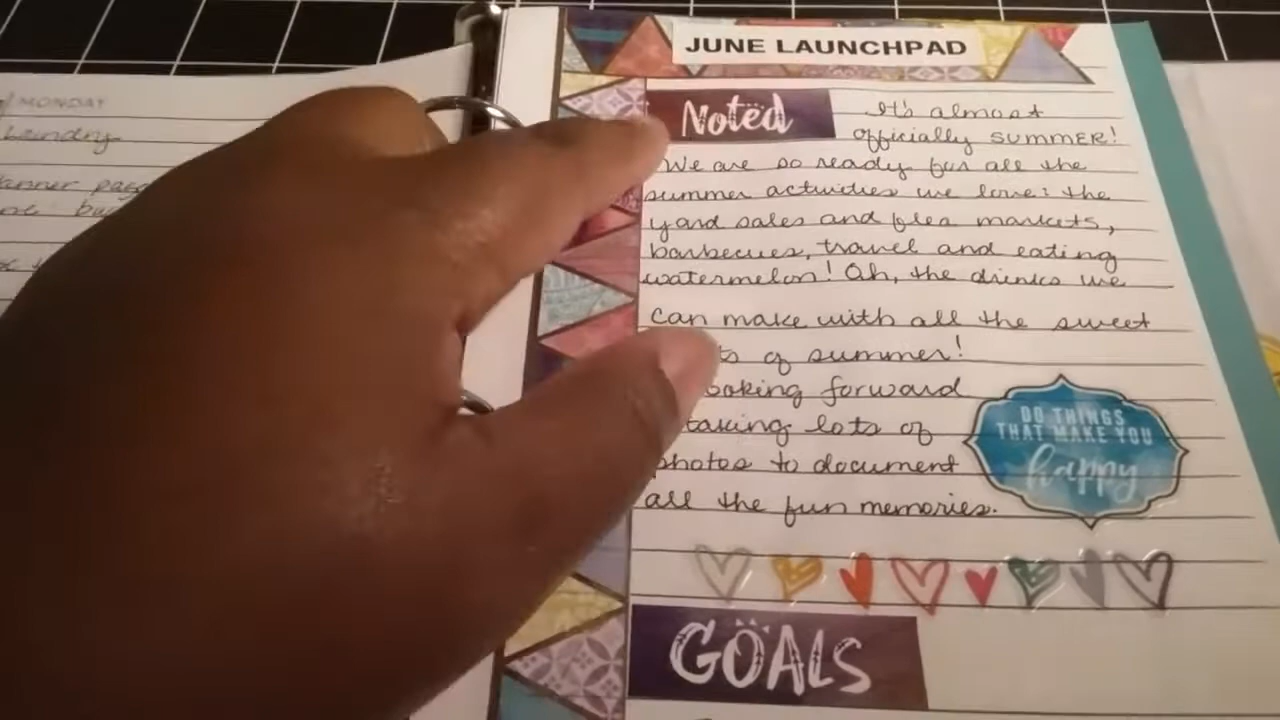 MONDAY
Laundry
JUNE LAUNCHPAD
Noted
It's almost
officially SUMMER!
We are so ready for all the
summer activities we love: the
yard sales and flea markets,
barbecues, travel and eating
watermelon! Oh, the drinks we
can make with all the sweet
of summer!
forward
taking lots of
photos to document
all the fun memories.
DO THINGS
THAT MAKE YOU
happy
GOALS